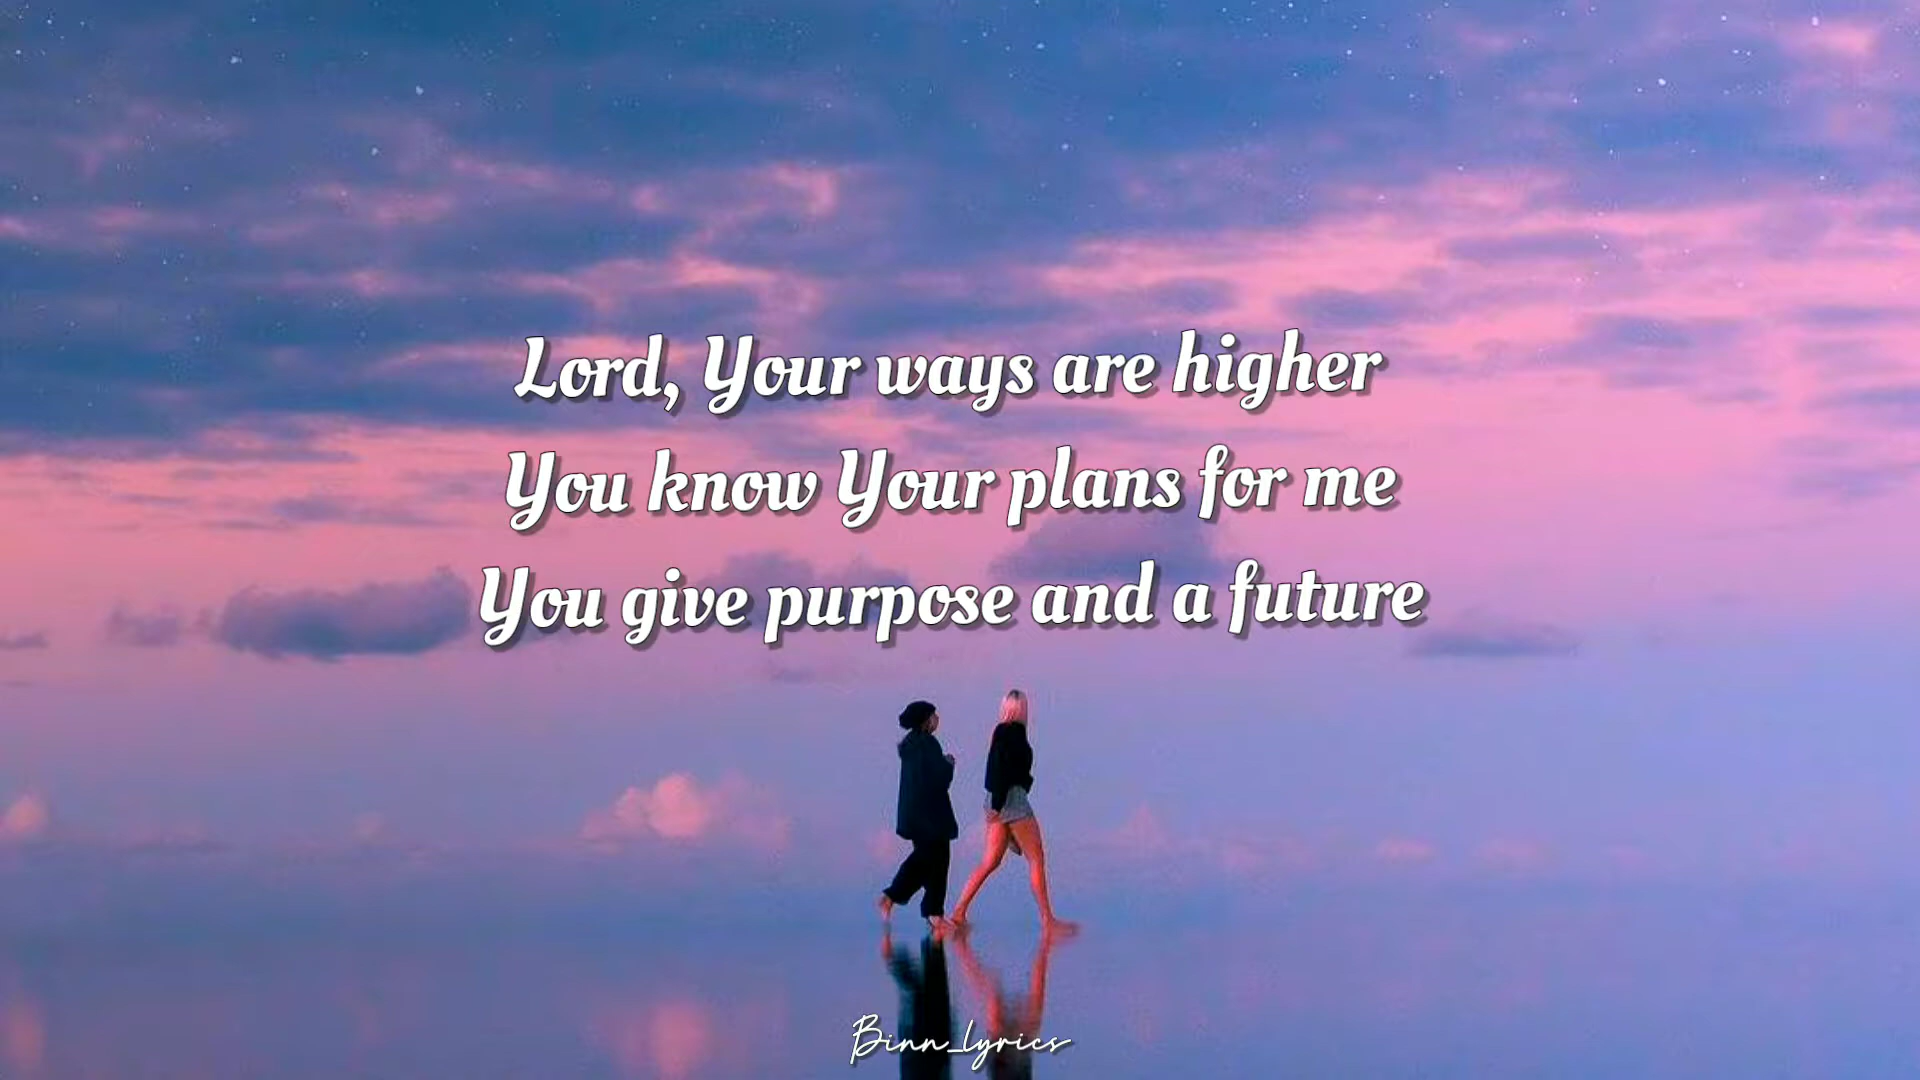 Lord, Your ways are higher
You know Your plans for me
You give purpose and a future
Binn_lyrics